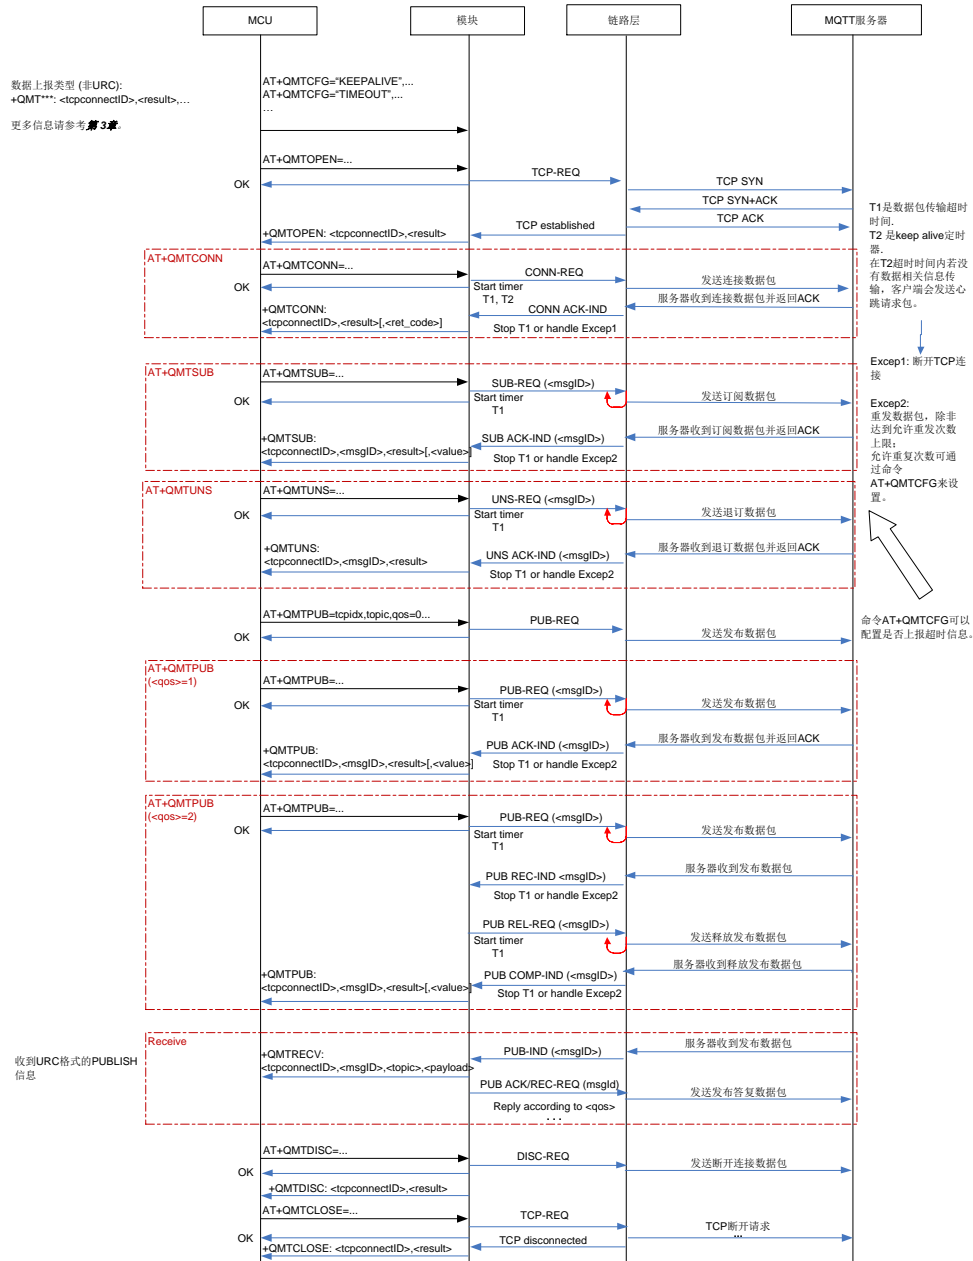 MCU
模块
链路层
MQTT服务器
数据上报类型 (非URC):
+QMT***: <tcpconnectID>,<result>,...
更多信息请参考第 3章。
AT+QMTCFG=“KEEPALIVE”,...
AT+QMTCFG=“TIMEOUT”,...
...
AT+QMTOPEN=...
TCP-REQ
OK
TCP SYN
TCP SYN+ACK
TCP ACK
TCP established
+QMTOPEN: <tcpconnectID>,<result>
T1是数据包传输超时
时间.
T2 是keep alive定时
器.
在T2超时时间内若没
有数据相关信息传
输，客户端会发送心
跳请求包。
AT+QMTCONN
AT+QMTCONN=...
CONN-REQ
OK
Start timer
T1, T2
发送连接数据包
服务器收到连接数据包并返回ACK
+QMTCONN:
<tcpconnectID>,<result>[,<ret_code>]
CONN ACK-IND
Stop T1 or handle Excep1
Excep1: 断开TCP连
接
Excep2:
重发数据包，除非
达到允许重发次数
上限；
允许重复次数可通
过命令
AT+QMTCFG来设
置。
AT+QMTSUB
AT+QMTSUB=...
SUB-REQ (<msgID>)
OK
Start timer
T1
发送订阅数据包
服务器收到订阅数据包并返回ACK
+QMTSUB:
<tcpconnectID>,<msgID>,<result>[,<value>]
SUB ACK-IND (<msgID>)
Stop T1 or handle Excep2
AT+QMTUNS
AT+QMTUNS=...
UNS-REQ (<msgID>)
OK
Start timer
T1
发送退订数据包
服务器收到退订数据包并返回ACK
+QMTUNS:
<tcpconnectID>,<msgID>,<result>
UNS ACK-IND (<msgID>)
Stop T1 or handle Excep2
命令AT+QMTCFG可以
配置是否上报超时信息。
AT+QMTPUB=tcpidx,topic,qos=0...
PUB-REQ
OK
发送发布数据包
AT+QMTPUB
(<qos>=1)
AT+QMTPUB=...
PUB-REQ (<msgID>)
OK
Start timer
T1
发送发布数据包
服务器收到发布数据包并返回ACK
+QMTPUB:
<tcpconnectID>,<msgID>,<result>[,<value>]
PUB ACK-IND (<msgID>)
Stop T1 or handle Excep2
AT+QMTPUB
(<qos>=2)
AT+QMTPUB=...
PUB-REQ (<msgID>)
OK
Start timer
T1
发送发布数据包
服务器收到发布数据包
PUB REC-IND <msgID>)
Stop T1 or handle Excep2
PUB REL-REQ (<msgID>)
Start timer
T1
发送释放发布数据包
服务器收到释放发布数据包
+QMTPUB:
<tcpconnectID>,<msgID>,<result>[,<value>]
PUB COMP-IND (<msgID>)
Stop T1 or handle Excep2
收到URC格式的PUBLISH
信息
Receive
服务器收到发布数据包
PUB-IND (<msgID>)
+QMTRECV:
<tcpconnectID>,<msgID>,<topic>,<payload>
PUB ACK/REC-REQ (msgId)
Reply according to <qos>
...
发送发布答复数据包
AT+QMTDISC=...
DISC-REQ
OK
发送断开连接数据包
+QMTDISC: <tcpconnectID>,<result>
AT+QMTCLOSE=...
TCP-REQ
OK
TCP断开请求
...
TCP disconnected
+QMTCLOSE: <tcpconnectID>,<result>